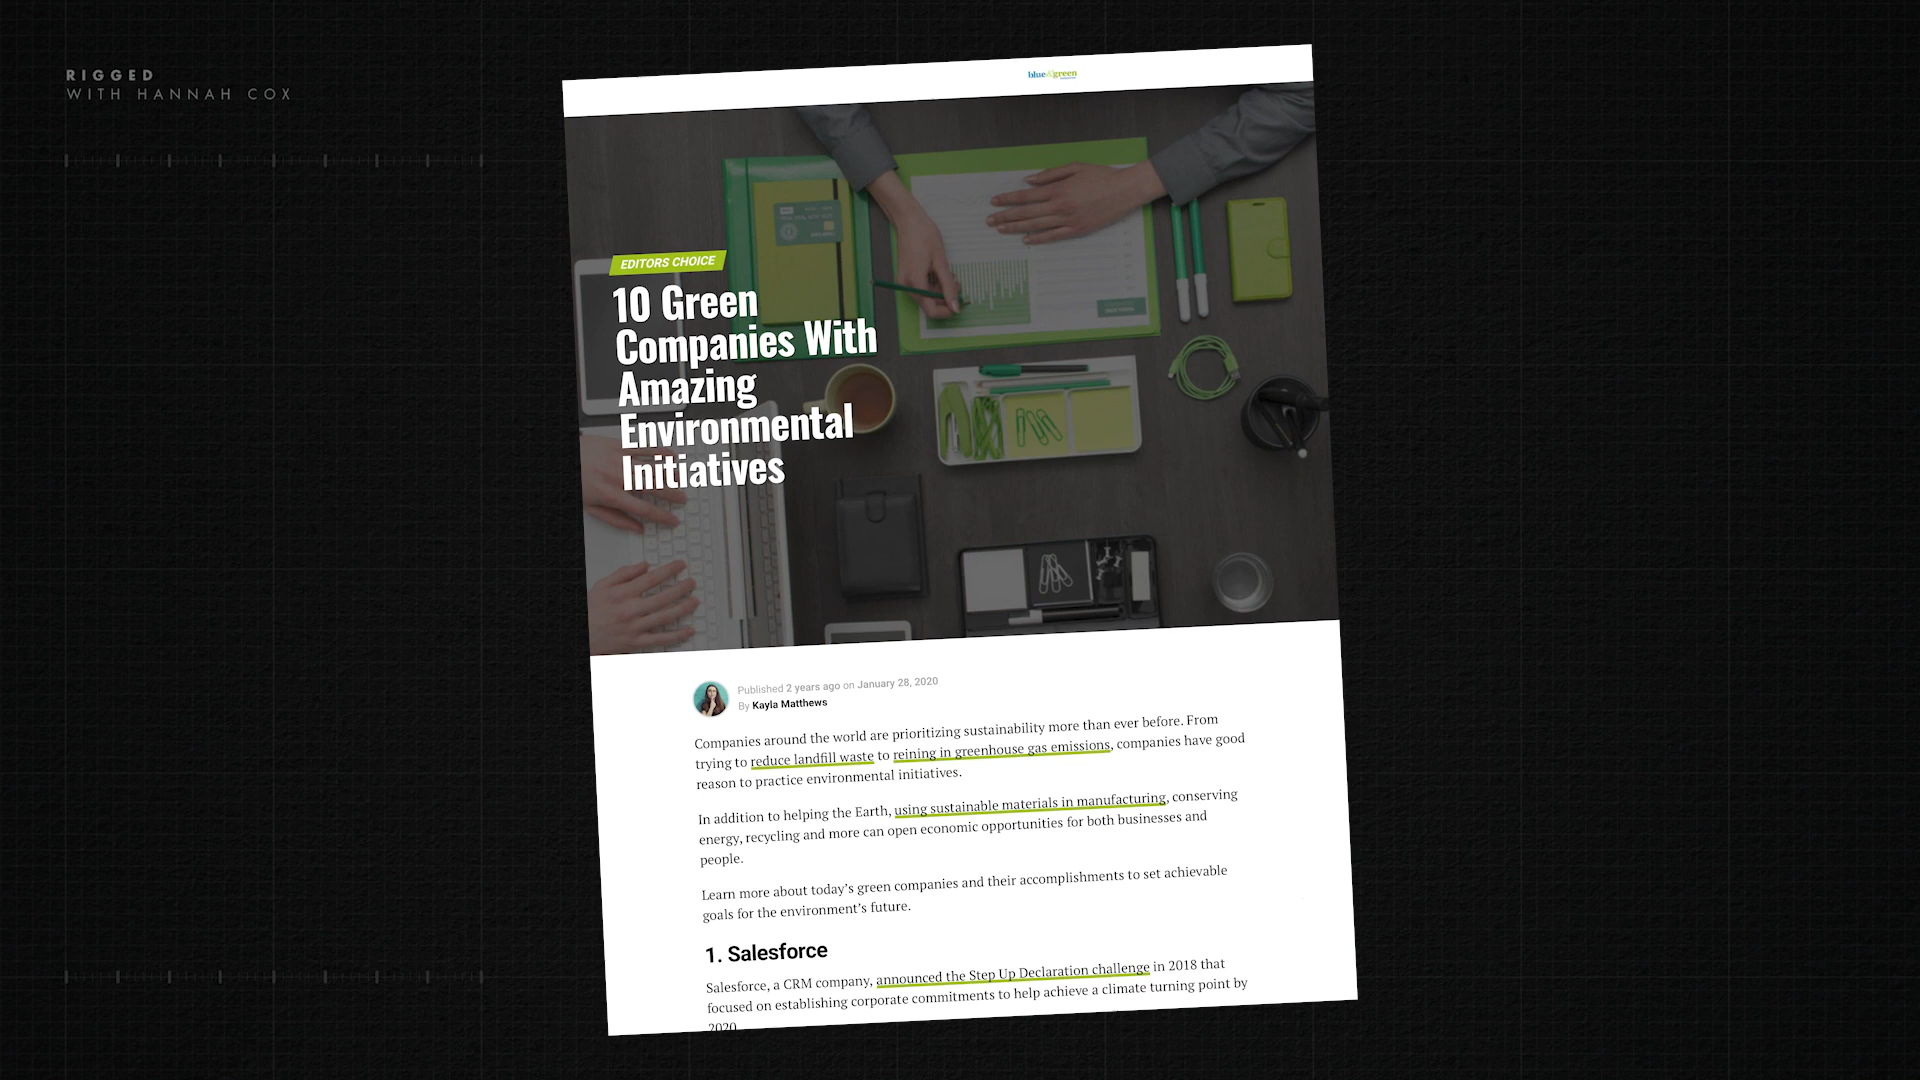 RIGGED
WITH HANNAH COX
blue&green
EDITORS CHOICE
10 Green
Companies With
Amazing
Environmental
Initiatives
Published 2 years ago on January 28, 2020
By Kayla Matthews
Companies around the world are prioritizing sustainability more than ever before. From
trying to reduce landfill waste to reining in greenhouse gas emissions, companies have good
reason to practice environmental initiatives.
In addition to helping the Earth, using sustainable materials in manufacturing, conserving
energy, recycling and more can open economic opportunities for both businesses and
people.
Learn more about today's green companies and their accomplishments to set achievable
goals for the environment's future.
1. Salesforce
Salesforce, a CRM company, announced the Step Up Declaration challenge in 2018 that
focused on establishing corporate commitments to help achieve a climate turning point by
2020.